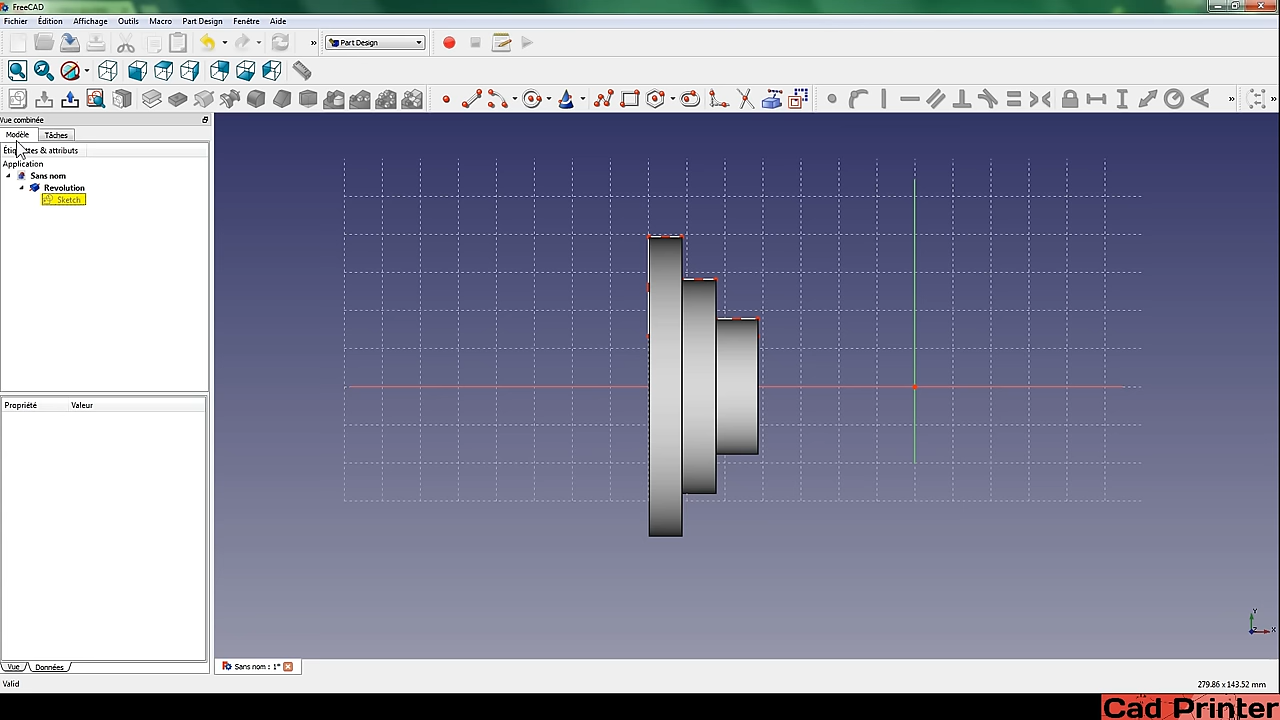 FreeCAD
Fichier Édition Affichage Outils Macro Part Design Fenêtre Aide
» Part Design
» »
Vue combinée
Modèle Tâches
Étiquettes & attributs
Application
Sans nom
Revolution
Sketch
Propriété Valeur
Y
X
Vue Données
Sans nom : 1*
Valid 279.86 x 143.52 mm
Cad Printer